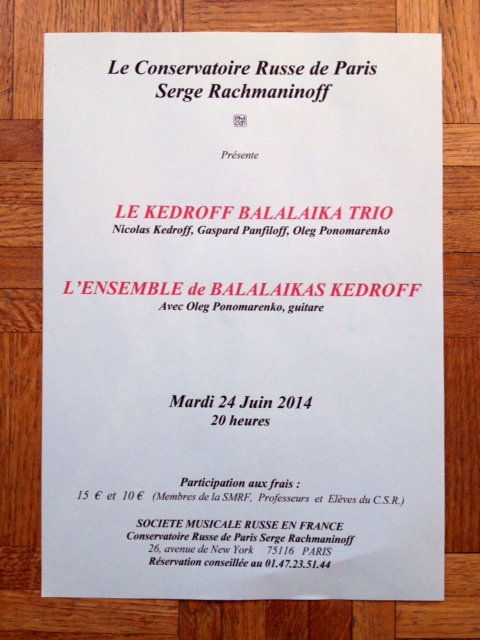 Le Conservatoire Russe de Paris
Serge Rachmaninoff
Présente
LE KEDROFF BALALAIKA TRIO
Nicolas Kedroff, Gaspard Panfiloff, Oleg Ponomarenko
L'ENSEMBLE de BALALAIKAS KEDROFF
Avec Oleg Ponomarenko, guitare
Mardi 24 Juin 2014
20 heures
Participation aux frais :
15 € et 10 € (Membres de la SMRF, Professeurs et Elèves du C.S.R.)
SOCIETE MUSICALE RUSSE EN FRANCE
Conservatoire Russe de Paris Serge Rachmaninoff
26, avenue de New York 75116 PARIS
Réservation conseillée au 01.47.23.51.44